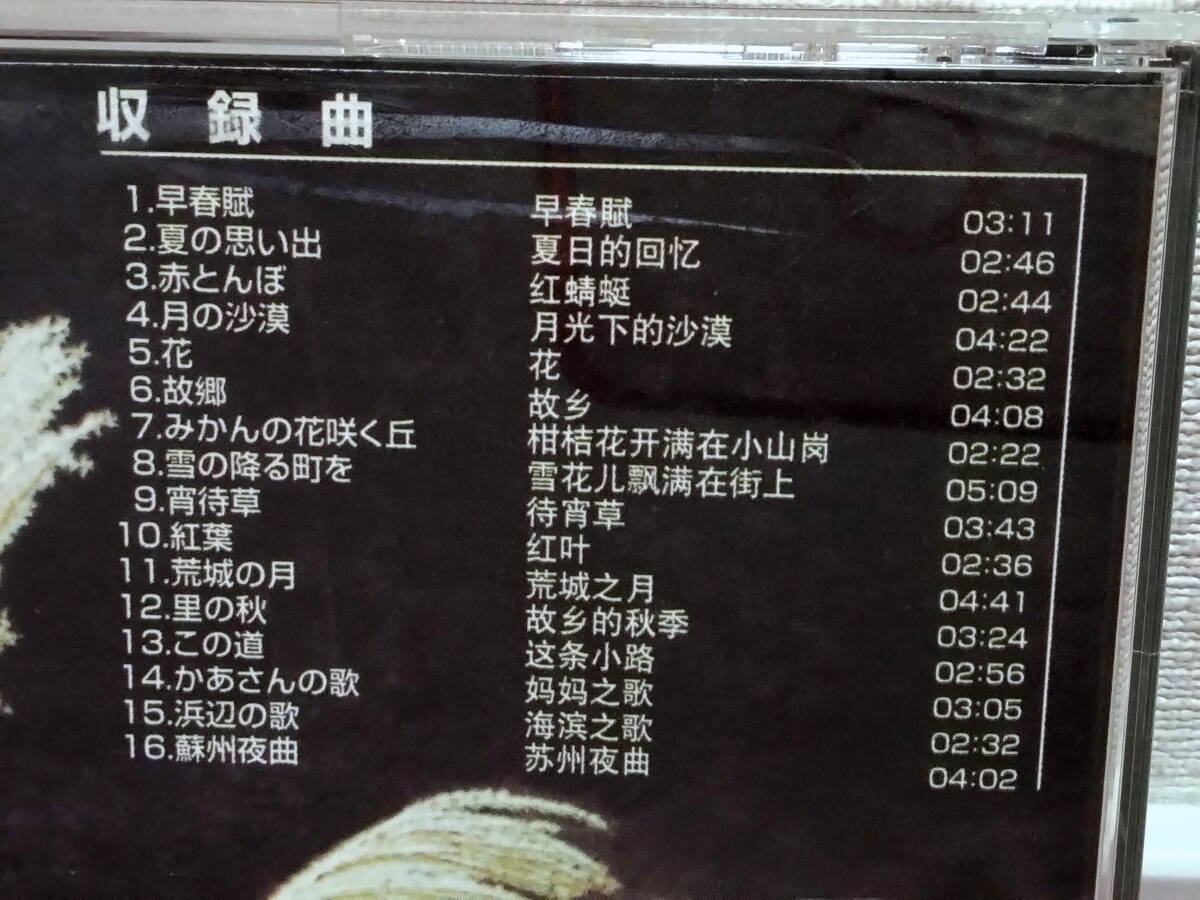 収録曲
1.早春賦 早春賦 03:11
2.夏の思い出 夏日的回忆 02:46
3.赤とんぼ 红蜻蜓 02:44
4.月の沙漠 月光下的沙漠 04:22
5.花 花 02:32
6.故郷 故乡 04:08
7.みかんの花咲く丘 柑桔花开满在小山岗 02:22
8.雪の降る町を 雪花儿飘满在街上 05:09
9.宵待草 待宵草 03:43
10.紅葉 红叶 02:36
11.荒城の月 荒城之月 04:41
12.里の秋 故乡的秋季 03:24
13.この道 这条小路 02:56
14.かあさんの歌 妈妈之歌 03:05
15.浜辺の歌 海滨之歌 02:32
16.蘇州夜曲 苏州夜曲 04:02